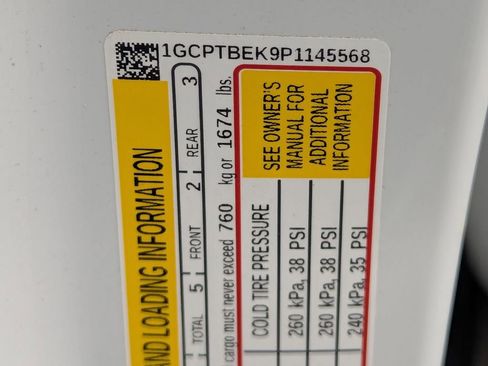 1GCPTBEK9P1145568
AND LOADING INFORMATION
TOTAL 5 FRONT 2 REAR 3
cargo must never exceed 760 kg or 1674 lbs.
COLD TIRE PRESSURE
260 kPa, 38 PSI
260 kPa, 38 PSI
240 kPa, 35 PSI
SEE OWNER'S
MANUAL FOR
ADDITIONAL
INFORMATION